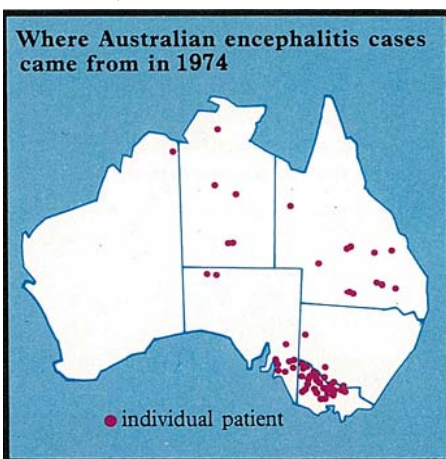 Where Australian encephalitis cases
came from in 1974
individual patient